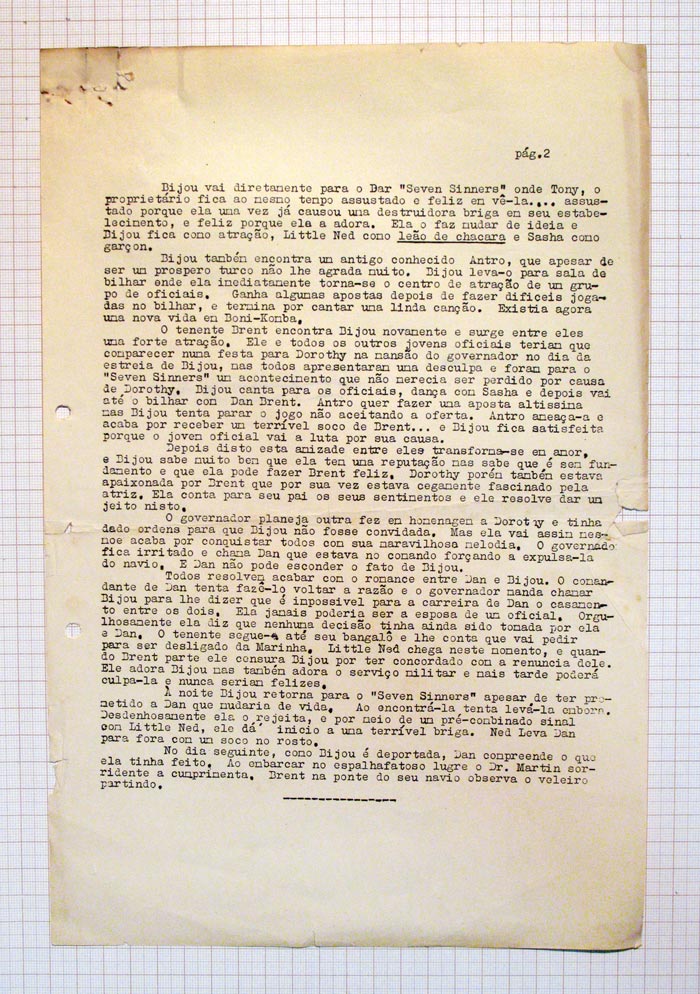 pág.2
Bijou vai diretamente para o Bar "Seven Sinners" onde Tony, o
proprietário fica ao mesmo tempo assustado e feliz em vê-la.... assus-
tado porque ela uma vez já causou uma destruidora briga em seu estabe-
lecimento, e feliz porque ela a adora. Ela o faz mudar de ideia e
Bijou fica como atração, Little Ned como leão de chacara e Sasha como
garçon.
Bijou também encontra um antigo conhecido Antro, que apesar de
ser um prospero turco não lhe agrada muito. Bijou leva-o para sala de
bilhar onde ela imediatamente torna-se o centro de atração de um gru-
po de oficiais. Ganha algumas apostas depois de fazer dificeis joga-
das no bilhar, e termina por cantar uma linda canção. Existia agora
uma nova vida em Boni-Komba.
O tenente Brent encontra Bijou novamente e surge entre eles
uma forte atração. Ele e todos os outros jovens oficiais teriam que
comparecer numa festa para Dorothy na mansão do governador no dia da
estreia de Bijou, mas todos apresentaram uma desculpa e foram para o
"Seven Sinners" um acontecimento que não merecia ser perdido por causa
de Dorothy. Bijou canta para os oficiais, dança com Sasha e depois vai
até o bilhar com Dan Brent. Antro quer fazer uma aposta altissima
mas Bijou tenta parar o jogo não aceitando a oferta. Antro ameaça-a e
acaba por receber um terrível soco de Brent... e Bijou fica satisfeita
porque o joven oficial vai a luta por sua causa.
Depois disto esta amizade entre eles transforma-se em amor,
e Bijou sabe muito bem que ela tem uma reputação mas sabe que é sem fun-
damento e que ela pode fazer Brent feliz. Dorothy porém também estava
apaixonada por Brent que por sua vez estava cegamente fascinado pela
atriz. Ela conta para seu pai os seus sentimentos e ele resolve dar um
jeito nisto.
O governador planeja outra fez em homenagem a Dorothy e tinha
dado ordens para que Bijou não fosse convidada. Mas ela vai assim mes-
moe acaba por conquistar todos com sua maravilhosa melodia. O governado
fica irritado e chama Dan que estava no comando forçando a expulsa-la
do navio. E Dan não pode esconder o fato de Bijou.
Todos resolvem acabar com o romance entre Dan e Bijou. O coman-
dante de Dan tenta fazê-lo voltar a razão e o governador manda chamar
Bijou para lhe dizer que é impossivel para a carreira de Dan o casamen-
to entre os dois. Ela jamais poderia ser a esposa de um oficial. Orgu-
lhosamente ela diz que nenhuma decisão tinha ainda sido tomada por ela
e Dan. O tenente segue-a até seu bangalô e lhe conta que vai pedir
para ser desligado da Marinha. Little Ned chega neste momento, e quan-
do Brent parte ele censura Bijou por ter concordado com a renuncia dele.
Ele adora Bijou mas também adora o serviço militar e mais tarde poderá
culpa-la e nunca seriam felizes.
À noite Bijou retorna para o "Seven Sinners" apesar de ter pro-
metido a Dan que mudaria de vida. Ao encontrá-la tenta levá-la embora.
Desdenhosamente ela o rejeita, e por meio de um pré-combinado sinal
com Little Ned, ele dá inicio a uma terrível briga. Ned Leva Dan
para fora com um soco no rosto.
No dia seguinte, como Bijou é deportada, Dan compreende o que
ela tinha feito. Ao embarcar no espalhafatoso lugre o Dr. Martin sor-
ridente a cumprimenta. Brent na ponte do seu navio observa o veleiro
partindo.